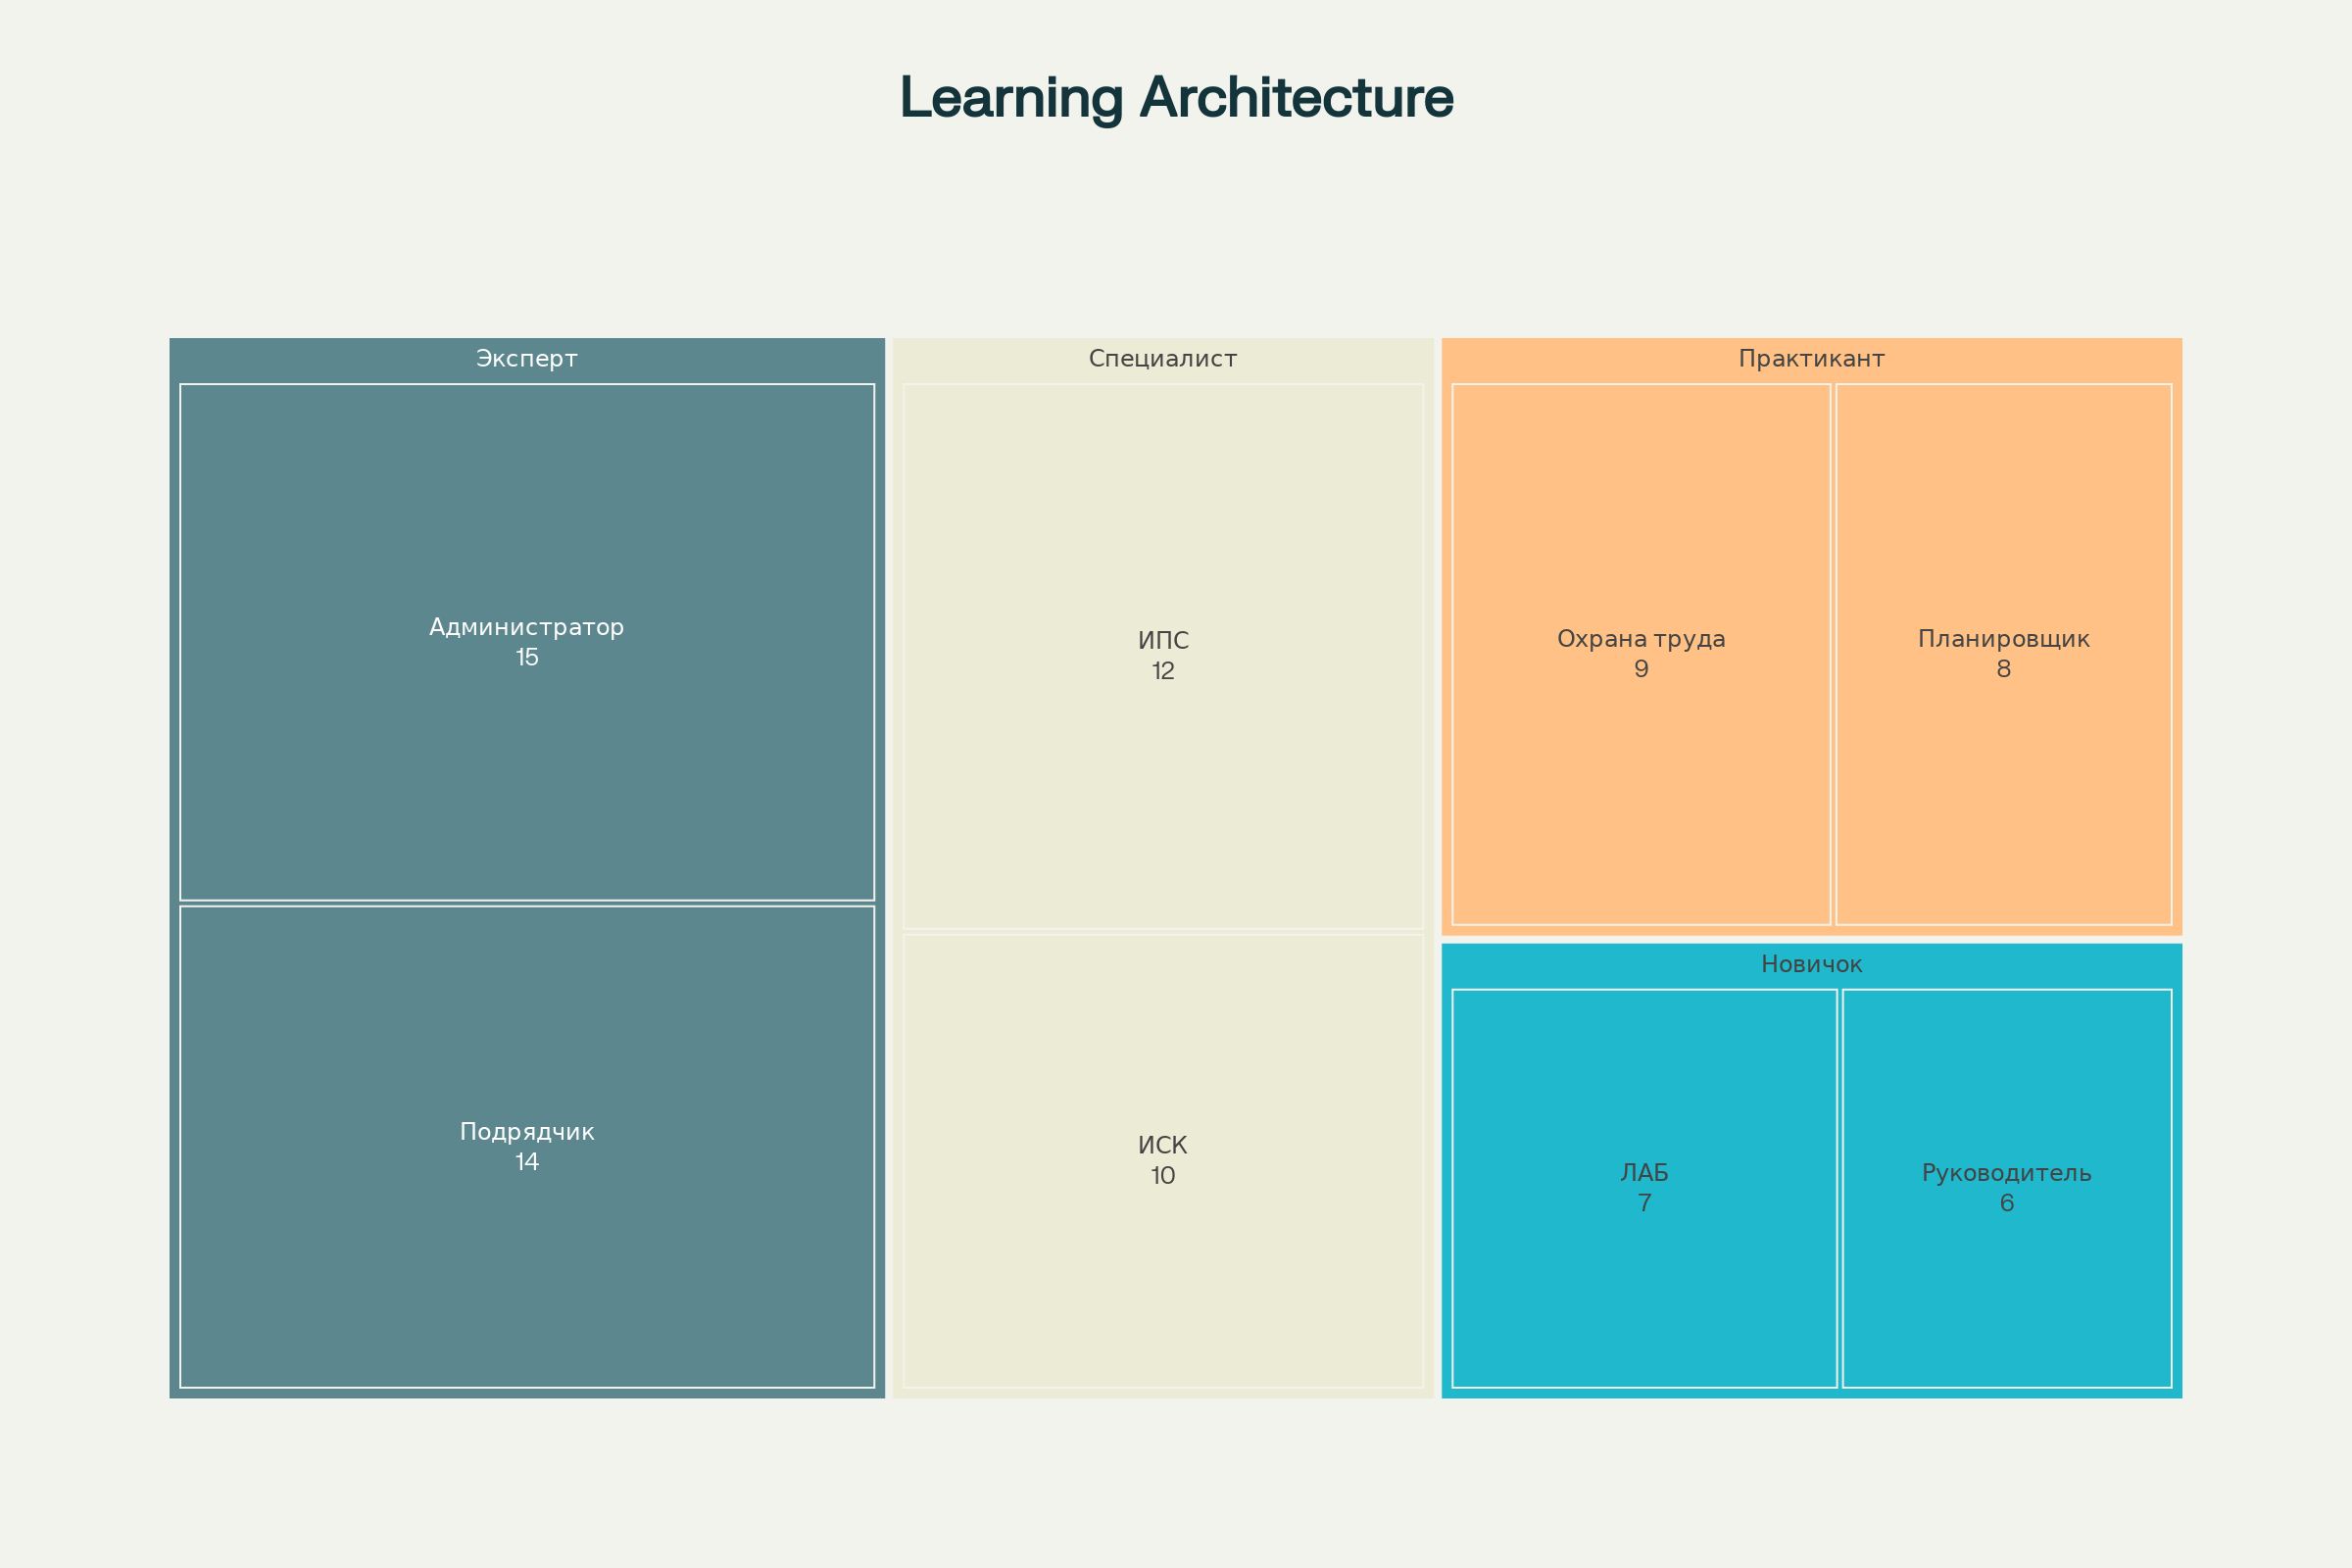 Learning Architecture
Эксперт
Администратор
15
Подрядчик
14
Специалист
ИПС
12
ИСК
10
Практикант
Охрана труда
9
Планировщик
8
Новичок
ЛАБ
7
Руководитель
6